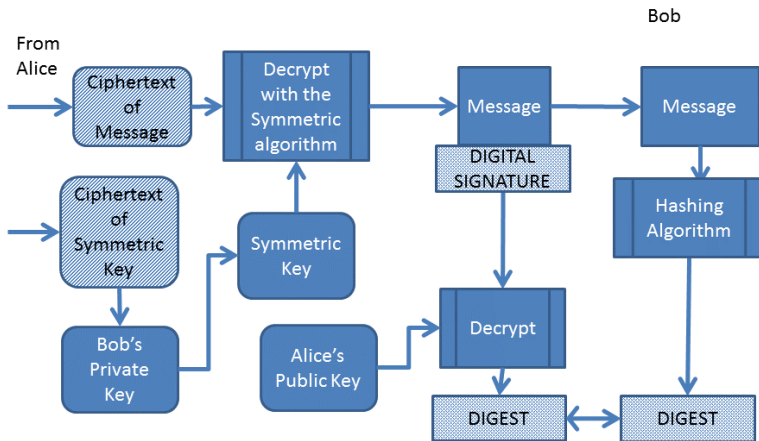 Bob
From
Alice
Ciphertext
of
Message
Decrypt
with the
Symmetric
algorithm
Message
DIGITAL
SIGNATURE
Message
Ciphertext
of
Symmetric
Key
Symmetric
Key
Hashing
Algorithm
Bob's
Private
Key
Alice's
Public Key
Decrypt
DIGEST
DIGEST